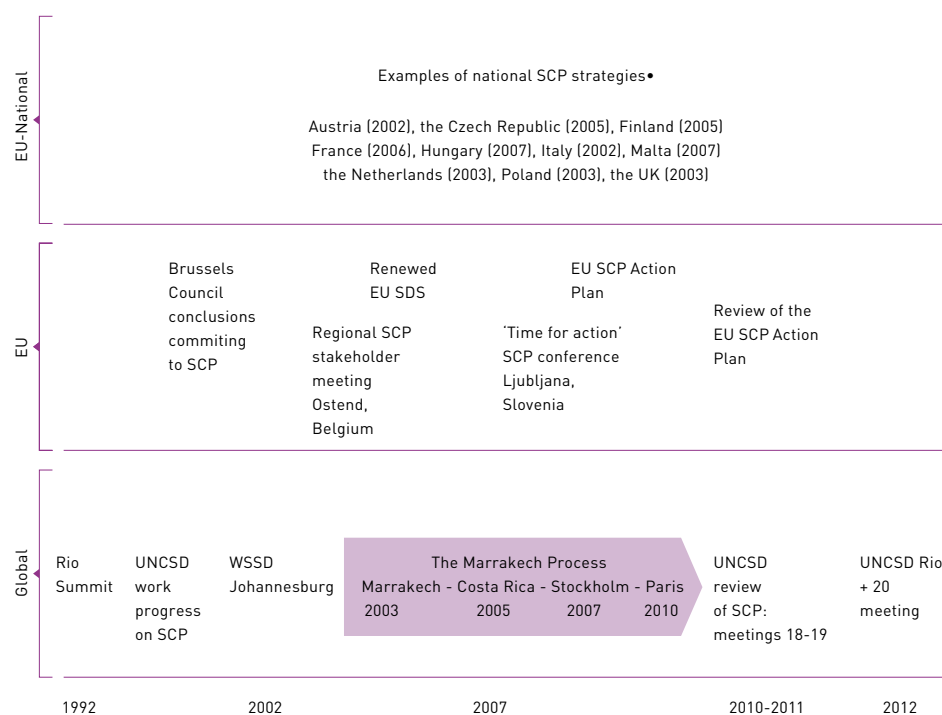 EU-National
Examples of national SCP strategies•
Austria (2002), the Czech Republic (2005), Finland (2005)
France (2006), Hungary (2007), Italy (2002), Malta (2007)
the Netherlands (2003), Poland (2003), the UK (2003)
EU
Brussels
Council
conclusions
commiting
to SCP
Renewed
EU SDS
Regional SCP
stakeholder
meeting
Ostend,
Belgium
EU SCP Action
Plan
'Time for action'
SCP conference
Ljubljana,
Slovenia
Review of the
EU SCP Action
Plan
Global
Rio
Summit
UNCSD
work
progress
on SCP
WSSD
Johannesburg
The Marrakech Process
Marrakech - Costa Rica - Stockholm - Paris
2003 2005 2007 2010
UNCSD
review
of SCP:
meetings 18-19
UNCSD Rio
+ 20
meeting
1992 2002 2007 2010-2011 2012